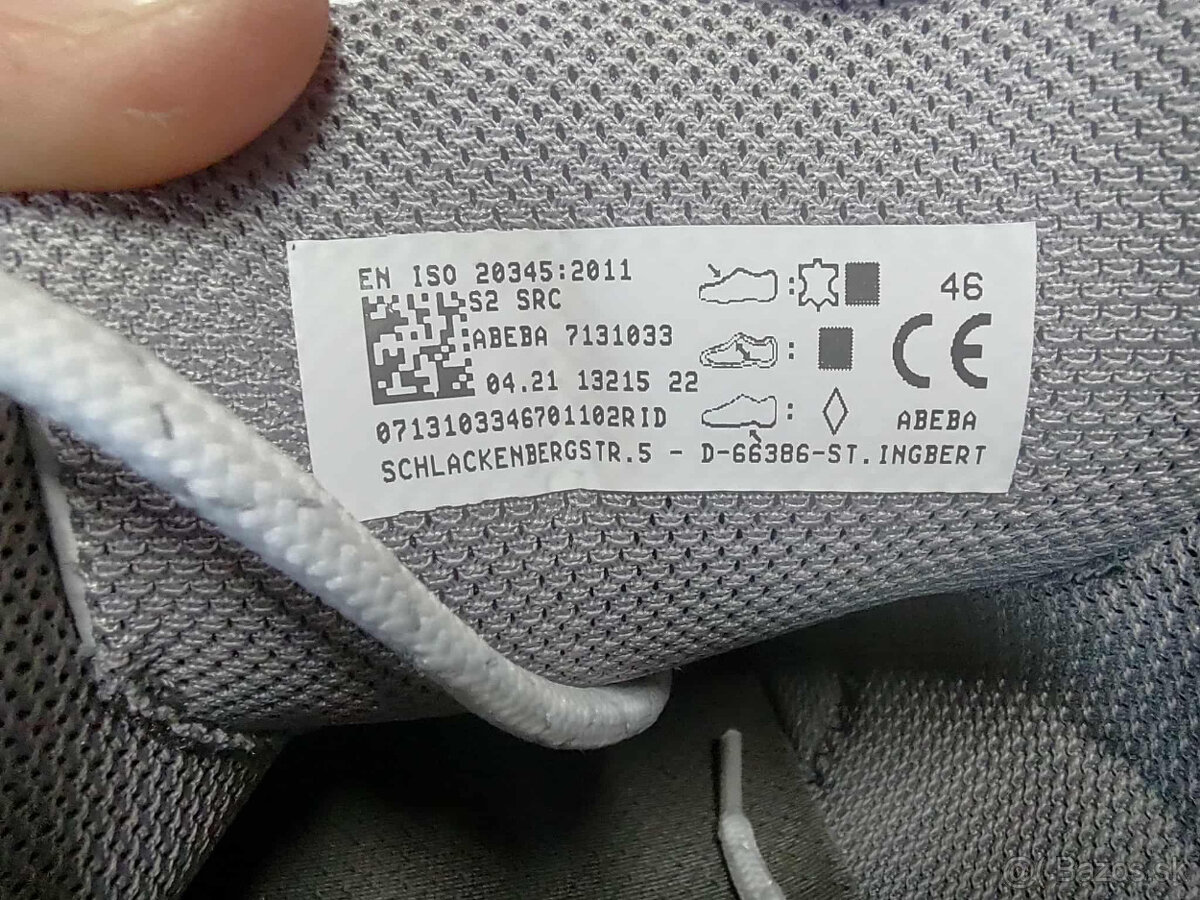 EN ISO 20345:2011
S2 SRC
46
ABEBA 7131033
CE
04.21 13215 22
0713103346701102RID
ABEBA
SCHLACKENBERGSTR.5 - D-66386-ST.INGBERT
Bazos.sk